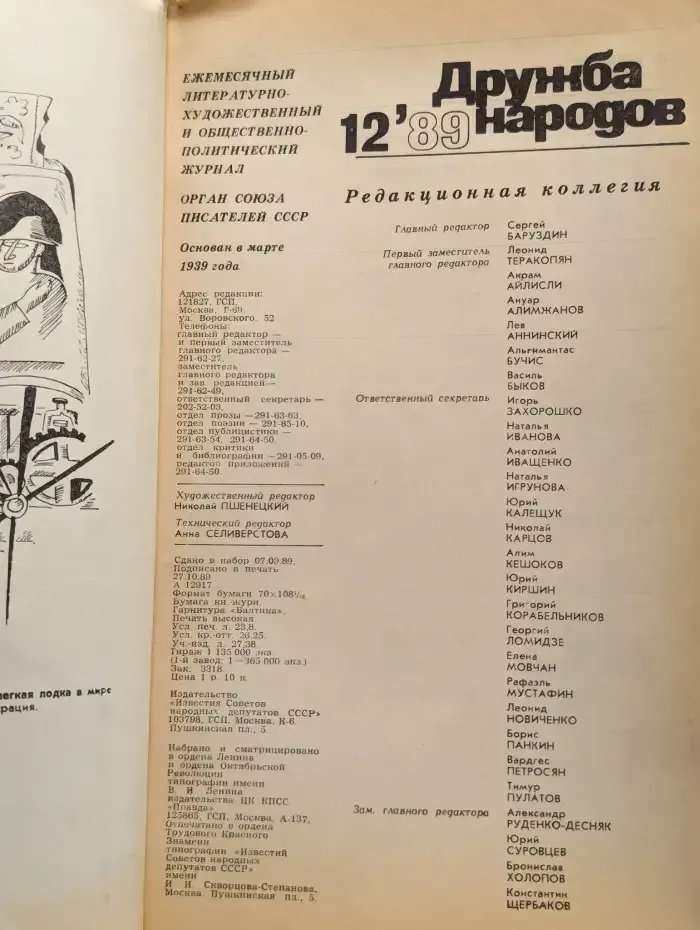 легкая лодка в мире
рация.
ЕЖЕМЕСЯЧНЫЙ
ЛИТЕРАТУРНО-
ХУДОЖЕСТВЕННЫЙ
И ОБЩЕСТВЕННО-
ПОЛИТИЧЕСКИЙ
ЖУРНАЛ
ОРГАН СОЮЗА
ПИСАТЕЛЕЙ СССР
Основан в марте
1939 года
Адрес редакции:
121827, ГСП,
Москва, Г-69,
ул. Воровского, 52
Телефоны:
главный редактор —
и первый заместитель
главного редактора —
291-62-27,
заместитель
главного редактора
и зав. редакцией—
291-62-49,
ответственный секретарь —
202-52-03,
отдел прозы —291-63-63,
отдел поэзии — 291-85-10,
отдел публицистики —
291-63-54, 291-64-50.
отдел критики
и библиографии —291-05-09,
редактор приложений —
291-64-50.
Художественный редактор
Николай ПШЕНЕЦКИЙ
Технический редактор
Анна СЕЛИВЕРСТОВА
Сдано в набор 07.09.89.
Подписано в печать
27.10.89
А 12917
Формат бумаги 70×108¹/₁₆
Бумага кн.-журн.
Гарнитура «Балтика».
Печать высокая.
Усл. печ. л. 23,8.
Усл. кр.-отт. 26,25.
Уч.-изд. л. 27,38
Тираж 1 135 000 экз
(1-й завод: 1—365 000 экз.)
Зак. 3318.
Цена 1 р. 10 к.
Издательство
«Известия Советов
народных депутатов СССР»
103798, ГСП, Москва, К-6,
Пушкинская пл., 5.
Набрано и сматрицировано
в ордена Ленина
и ордена Октябрьской
Революции
типографии имени
В. И. Ленина
издательства ЦК КПСС
«Правда»
125865, ГСП, Москва, А-137,
Отпечатано в ордена
Трудового Красного
Знамени
типографии «Известий
Советов народных
депутатов СССР»
имени
И. И. Скворцова-Степанова,
Москва, Пушкинская пл., 5.
Дружба
12'89 народов
Редакционная коллегия
Главный редактор Сергей
БАРУЗДИН
Первый заместитель Леонид
главного редактора ТЕРАКОПЯН
Акрам
АЙЛИСЛИ
Ануар
АЛИМЖАНОВ
Лев
АННИНСКИЙ
Альгимантас
БУЧИС
Василь
БЫКОВ
Ответственный секретарь Игорь
ЗАХОРОШКО
Наталья
ИВАНОВА
Анатолий
ИВАЩЕНКО
Наталья
ИГРУНОВА
Юрий
КАЛЕЩУК
Николай
КАРЦОВ
Алим
КЕШОКОВ
Юрий
КИРШИН
Григорий
КОРАБЕЛЬНИКОВ
Георгий
ЛОМИДЗЕ
Елена
МОВЧАН
Рафаэль
МУСТАФИН
Леонид
НОВИЧЕНКО
Борис
ПАНКИН
Вардгес
ПЕТРОСЯН
Тимур
ПУЛАТОВ
Зам. главного редактора Александр
РУДЕНКО-ДЕСНЯК
Юрий
СУРОВЦЕВ
Бронислав
ХОЛОПОВ
Константин
ЩЕРБАКОВ